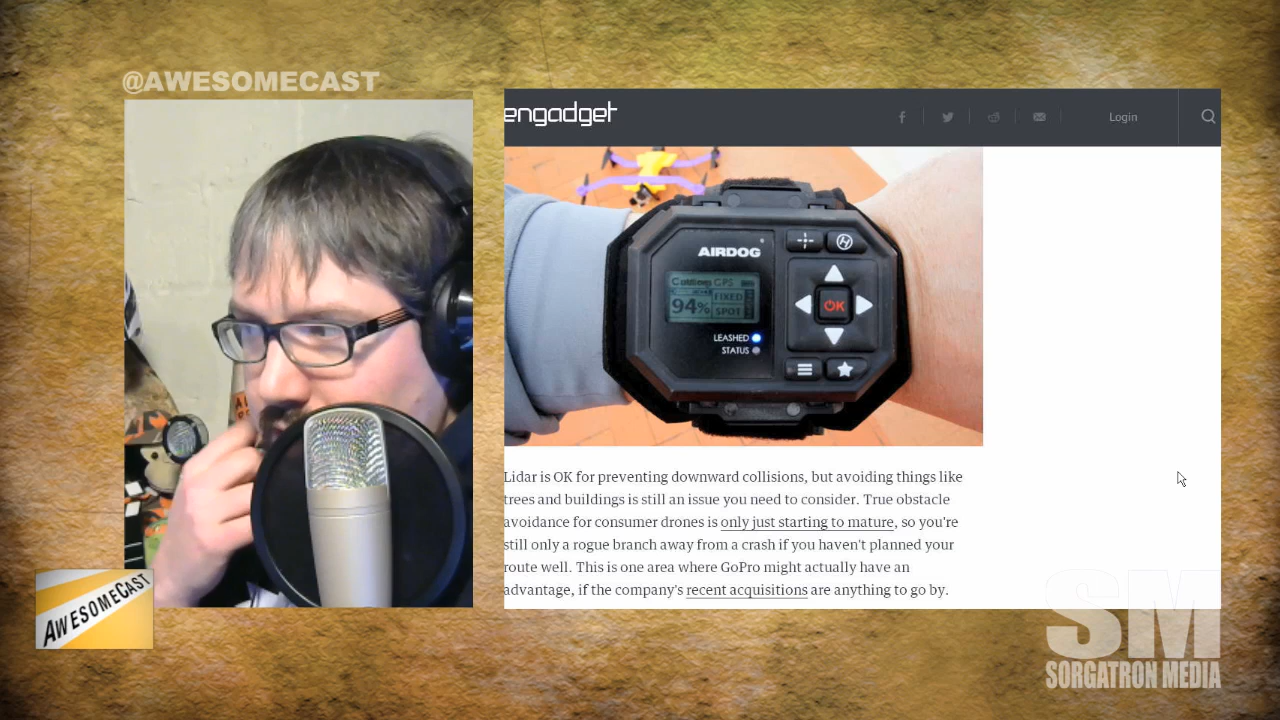 @AWESOMECAST
engadget
Login
AIRDOG
GPS
94%
FIXED
SPOT
OK
LEASHED
STATUS
Lidar is OK for preventing downward collisions, but avoiding things like
trees and buildings is still an issue you need to consider. True obstacle
avoidance for consumer drones is only just starting to mature, so you're
still only a rogue branch away from a crash if you haven't planned your
route well. This is one area where GoPro might actually have an
advantage, if the company's recent acquisitions are anything to go by.
AWESOMECAST
SM
SORGATRON MEDIA